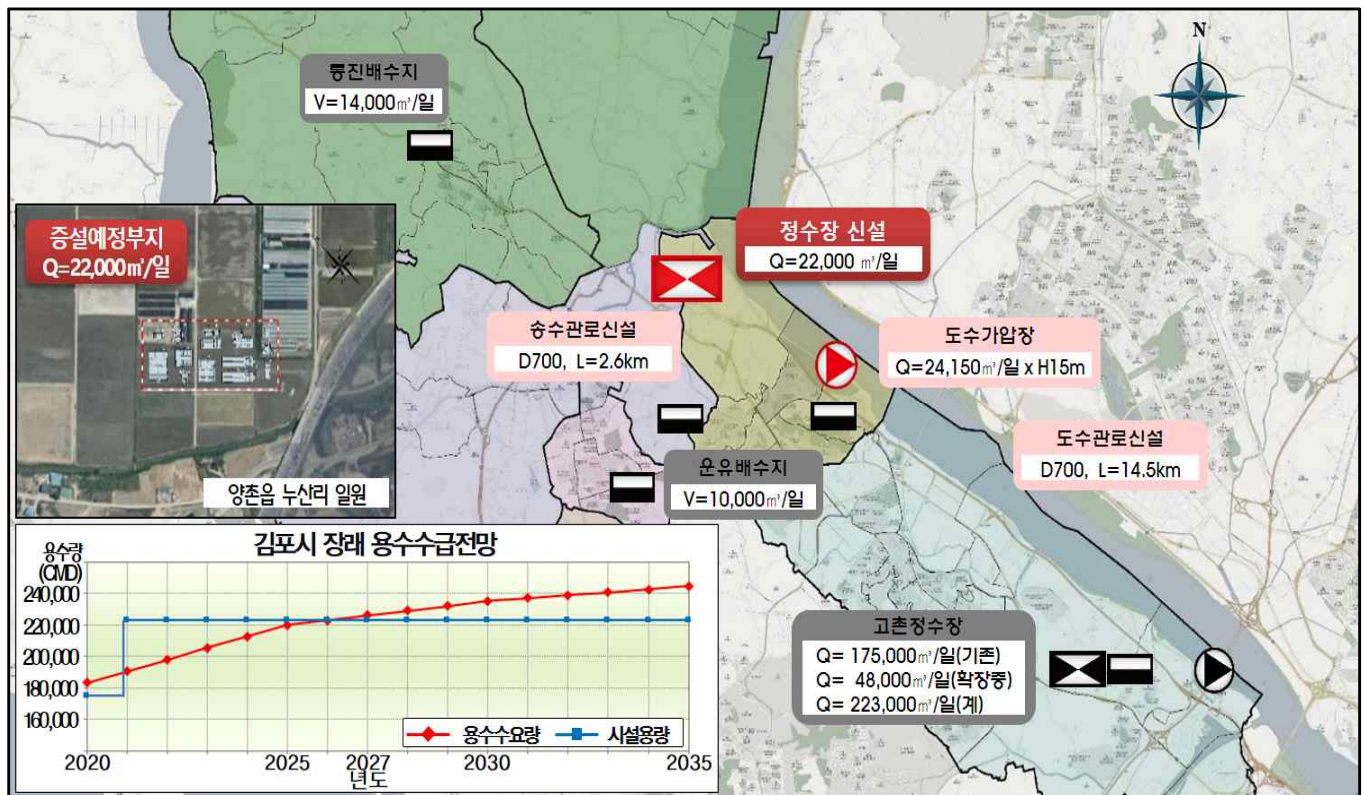 통진배수지
V=14,000㎥/일
N
증설예정부지
Q=22,000㎥/일
양촌읍 누산리 일원
정수장 신설
Q=22,000 ㎥/일
송수관로신설
D700, L=2.6km
도수가압장
Q=24,150㎥/일 x H15m
도수관로신설
D700, L=14.5km
운유배수지
V=10,000㎥/일
고촌정수장
Q= 175,000㎥/일(기존)
Q= 48,000㎥/일(확장중)
Q= 223,000㎥/일(계)
김포시 장래 용수수급전망
용수량
(CMD)
240,000
220,000
200,000
180,000
160,000
용수수요량
시설용량
2020
2025
2027
2030
2035
년도